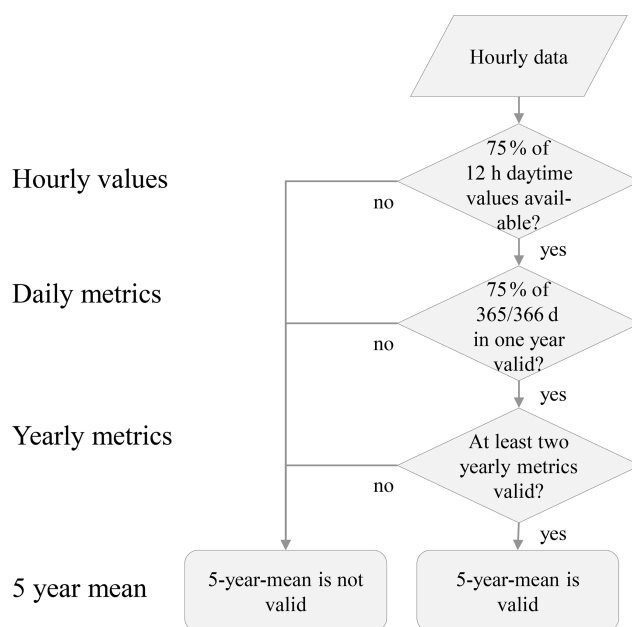 Hourly data
Hourly values
75% of
12 h daytime
values avail-
able?
no
yes
Daily metrics
75% of
365/366 d
in one year
valid?
no
yes
Yearly metrics
At least two
yearly metrics
valid?
no
yes
5 year mean
5-year-mean is not
valid
5-year-mean is
valid